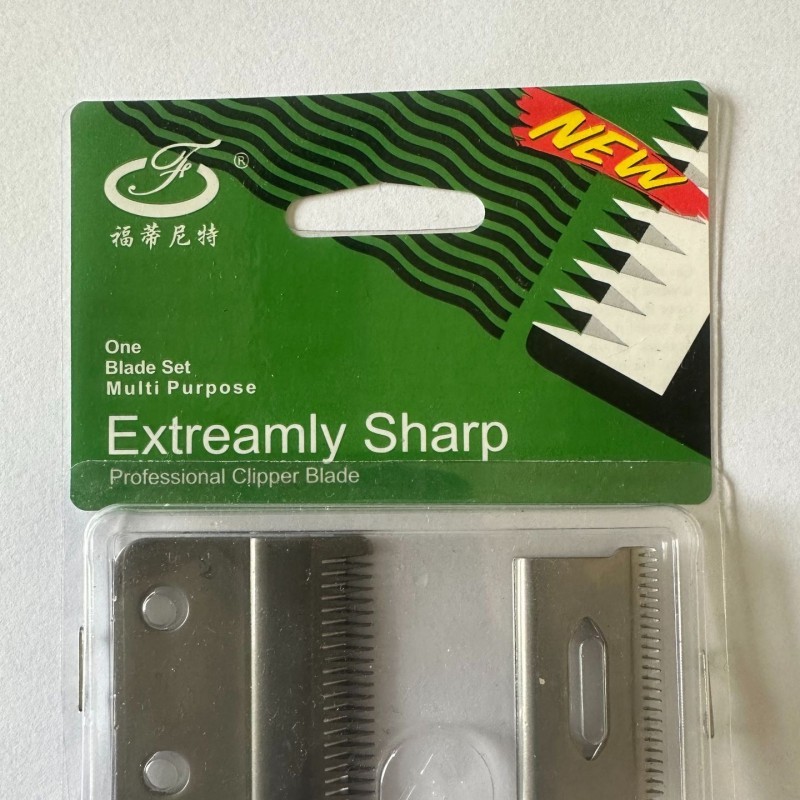 F
®
福蒂尼特
NEW
One
Blade Set
Multi Purpose
Extreamly Sharp
Professional Clipper Blade